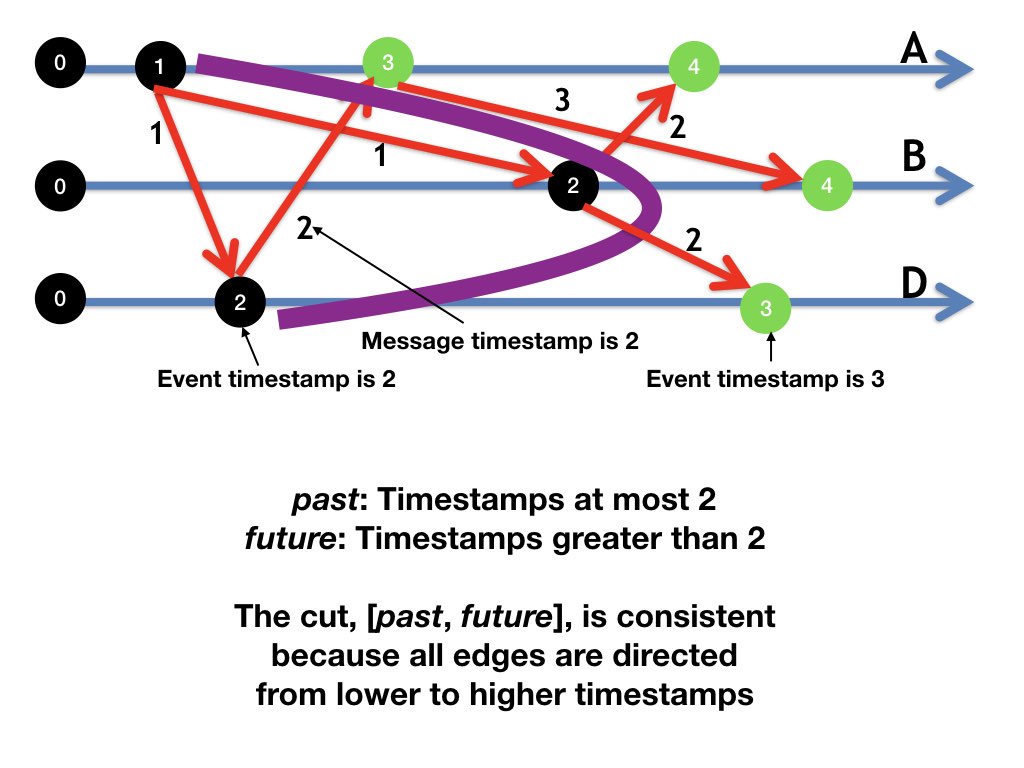 0
1
3
4
A
1
1
3
2
0
2
4
B
2
2
0
2
3
D
Message timestamp is 2
Event timestamp is 2
Event timestamp is 3
past: Timestamps at most 2
future: Timestamps greater than 2
The cut, [past, future], is consistent
because all edges are directed
from lower to higher timestamps